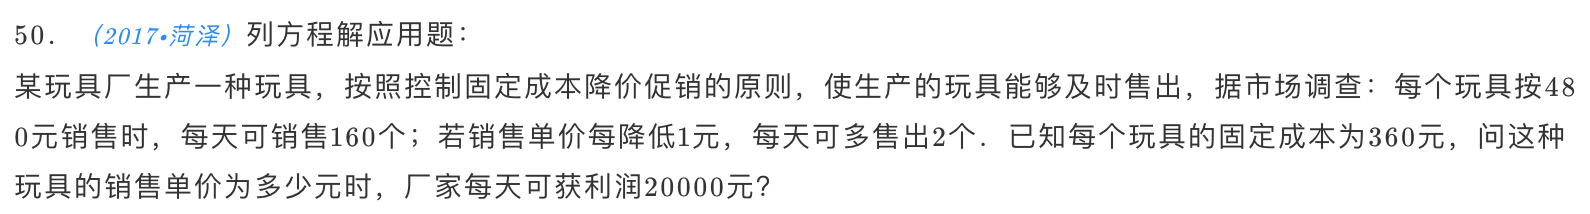 50. （2017•菏泽）列方程解应用题：
某玩具厂生产一种玩具，按照控制固定成本降价促销的原则，使生产的玩具能够及时售出，据市场调查：每个玩具按48
0元销售时，每天可销售160个；若销售单价每降低1元，每天可多售出2个．已知每个玩具的固定成本为360元，问这种
玩具的销售单价为多少元时，厂家每天可获利润20000元？